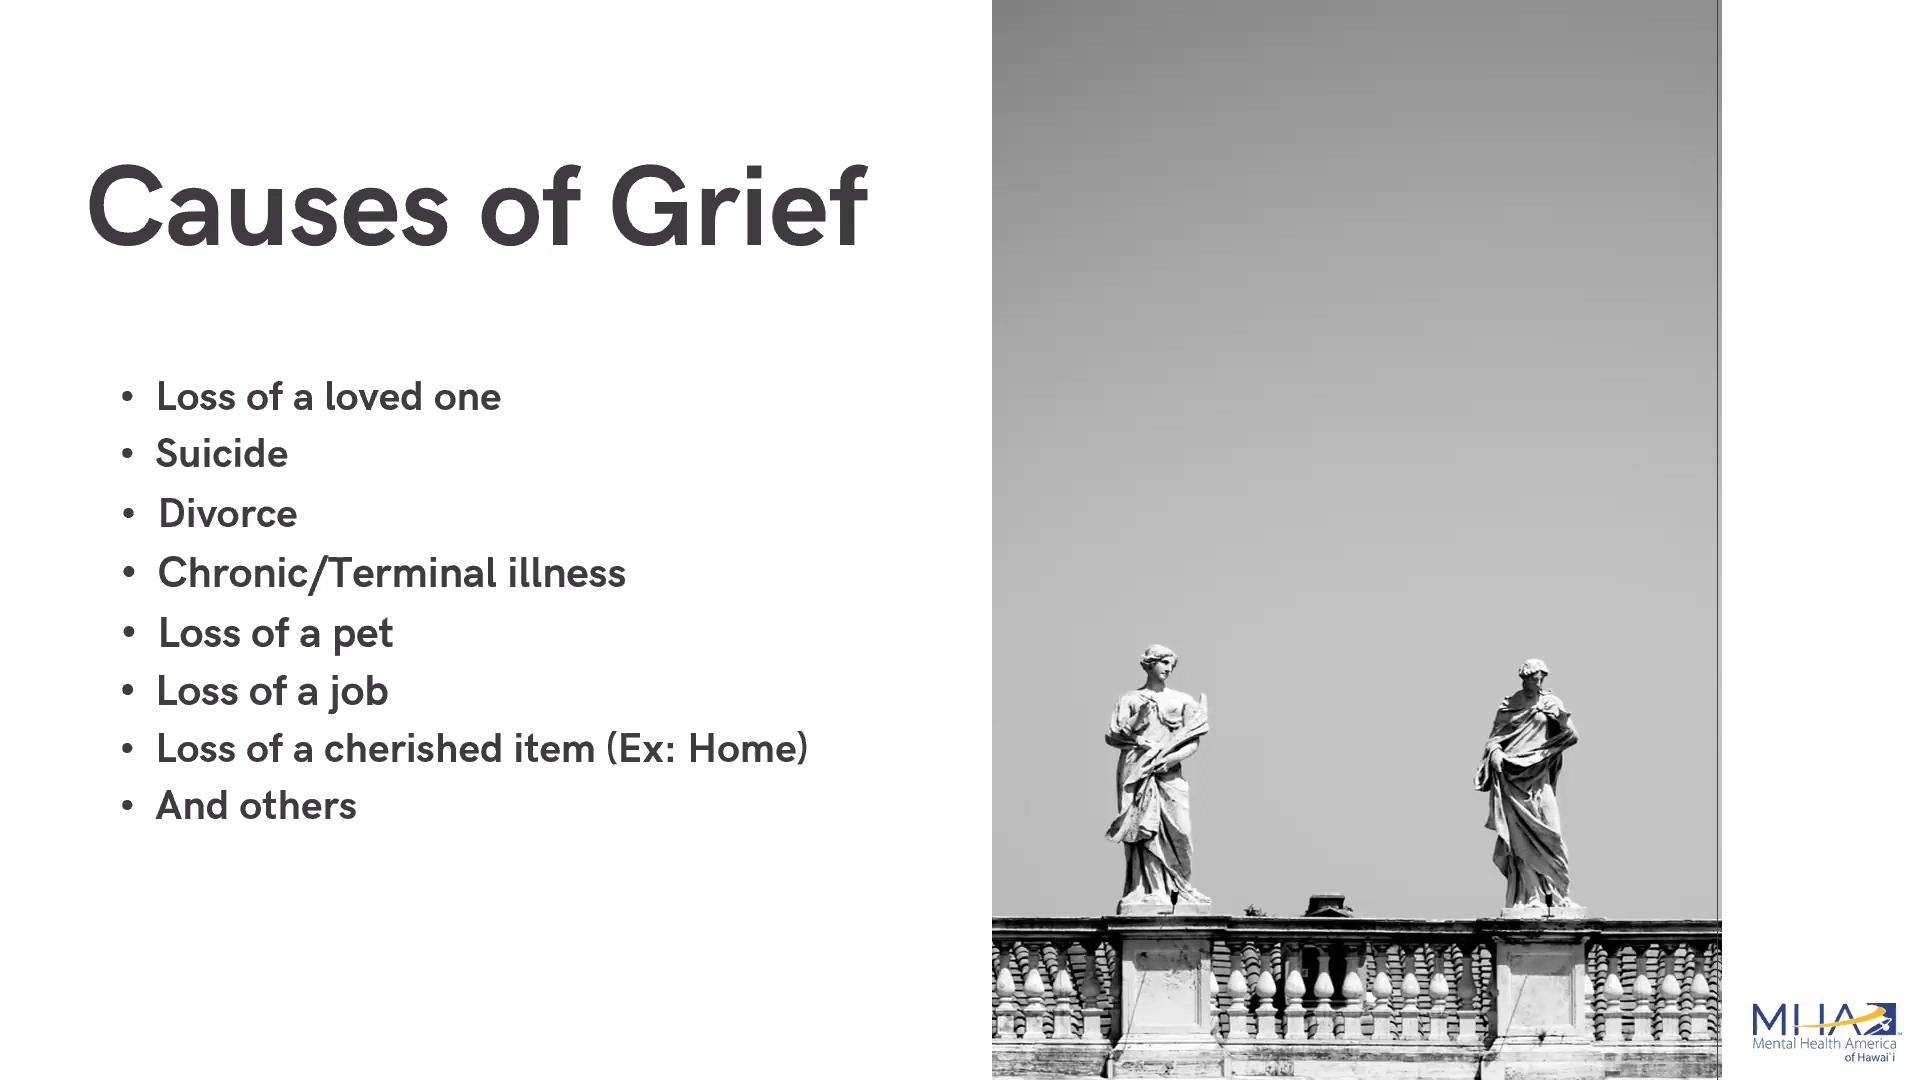 Causes of Grief
• Loss of a loved one
• Suicide
• Divorce
• Chronic/Terminal illness
• Loss of a pet
• Loss of a job
• Loss of a cherished item (Ex: Home)
• And others
MHA
Mental Health America
of Hawai`i